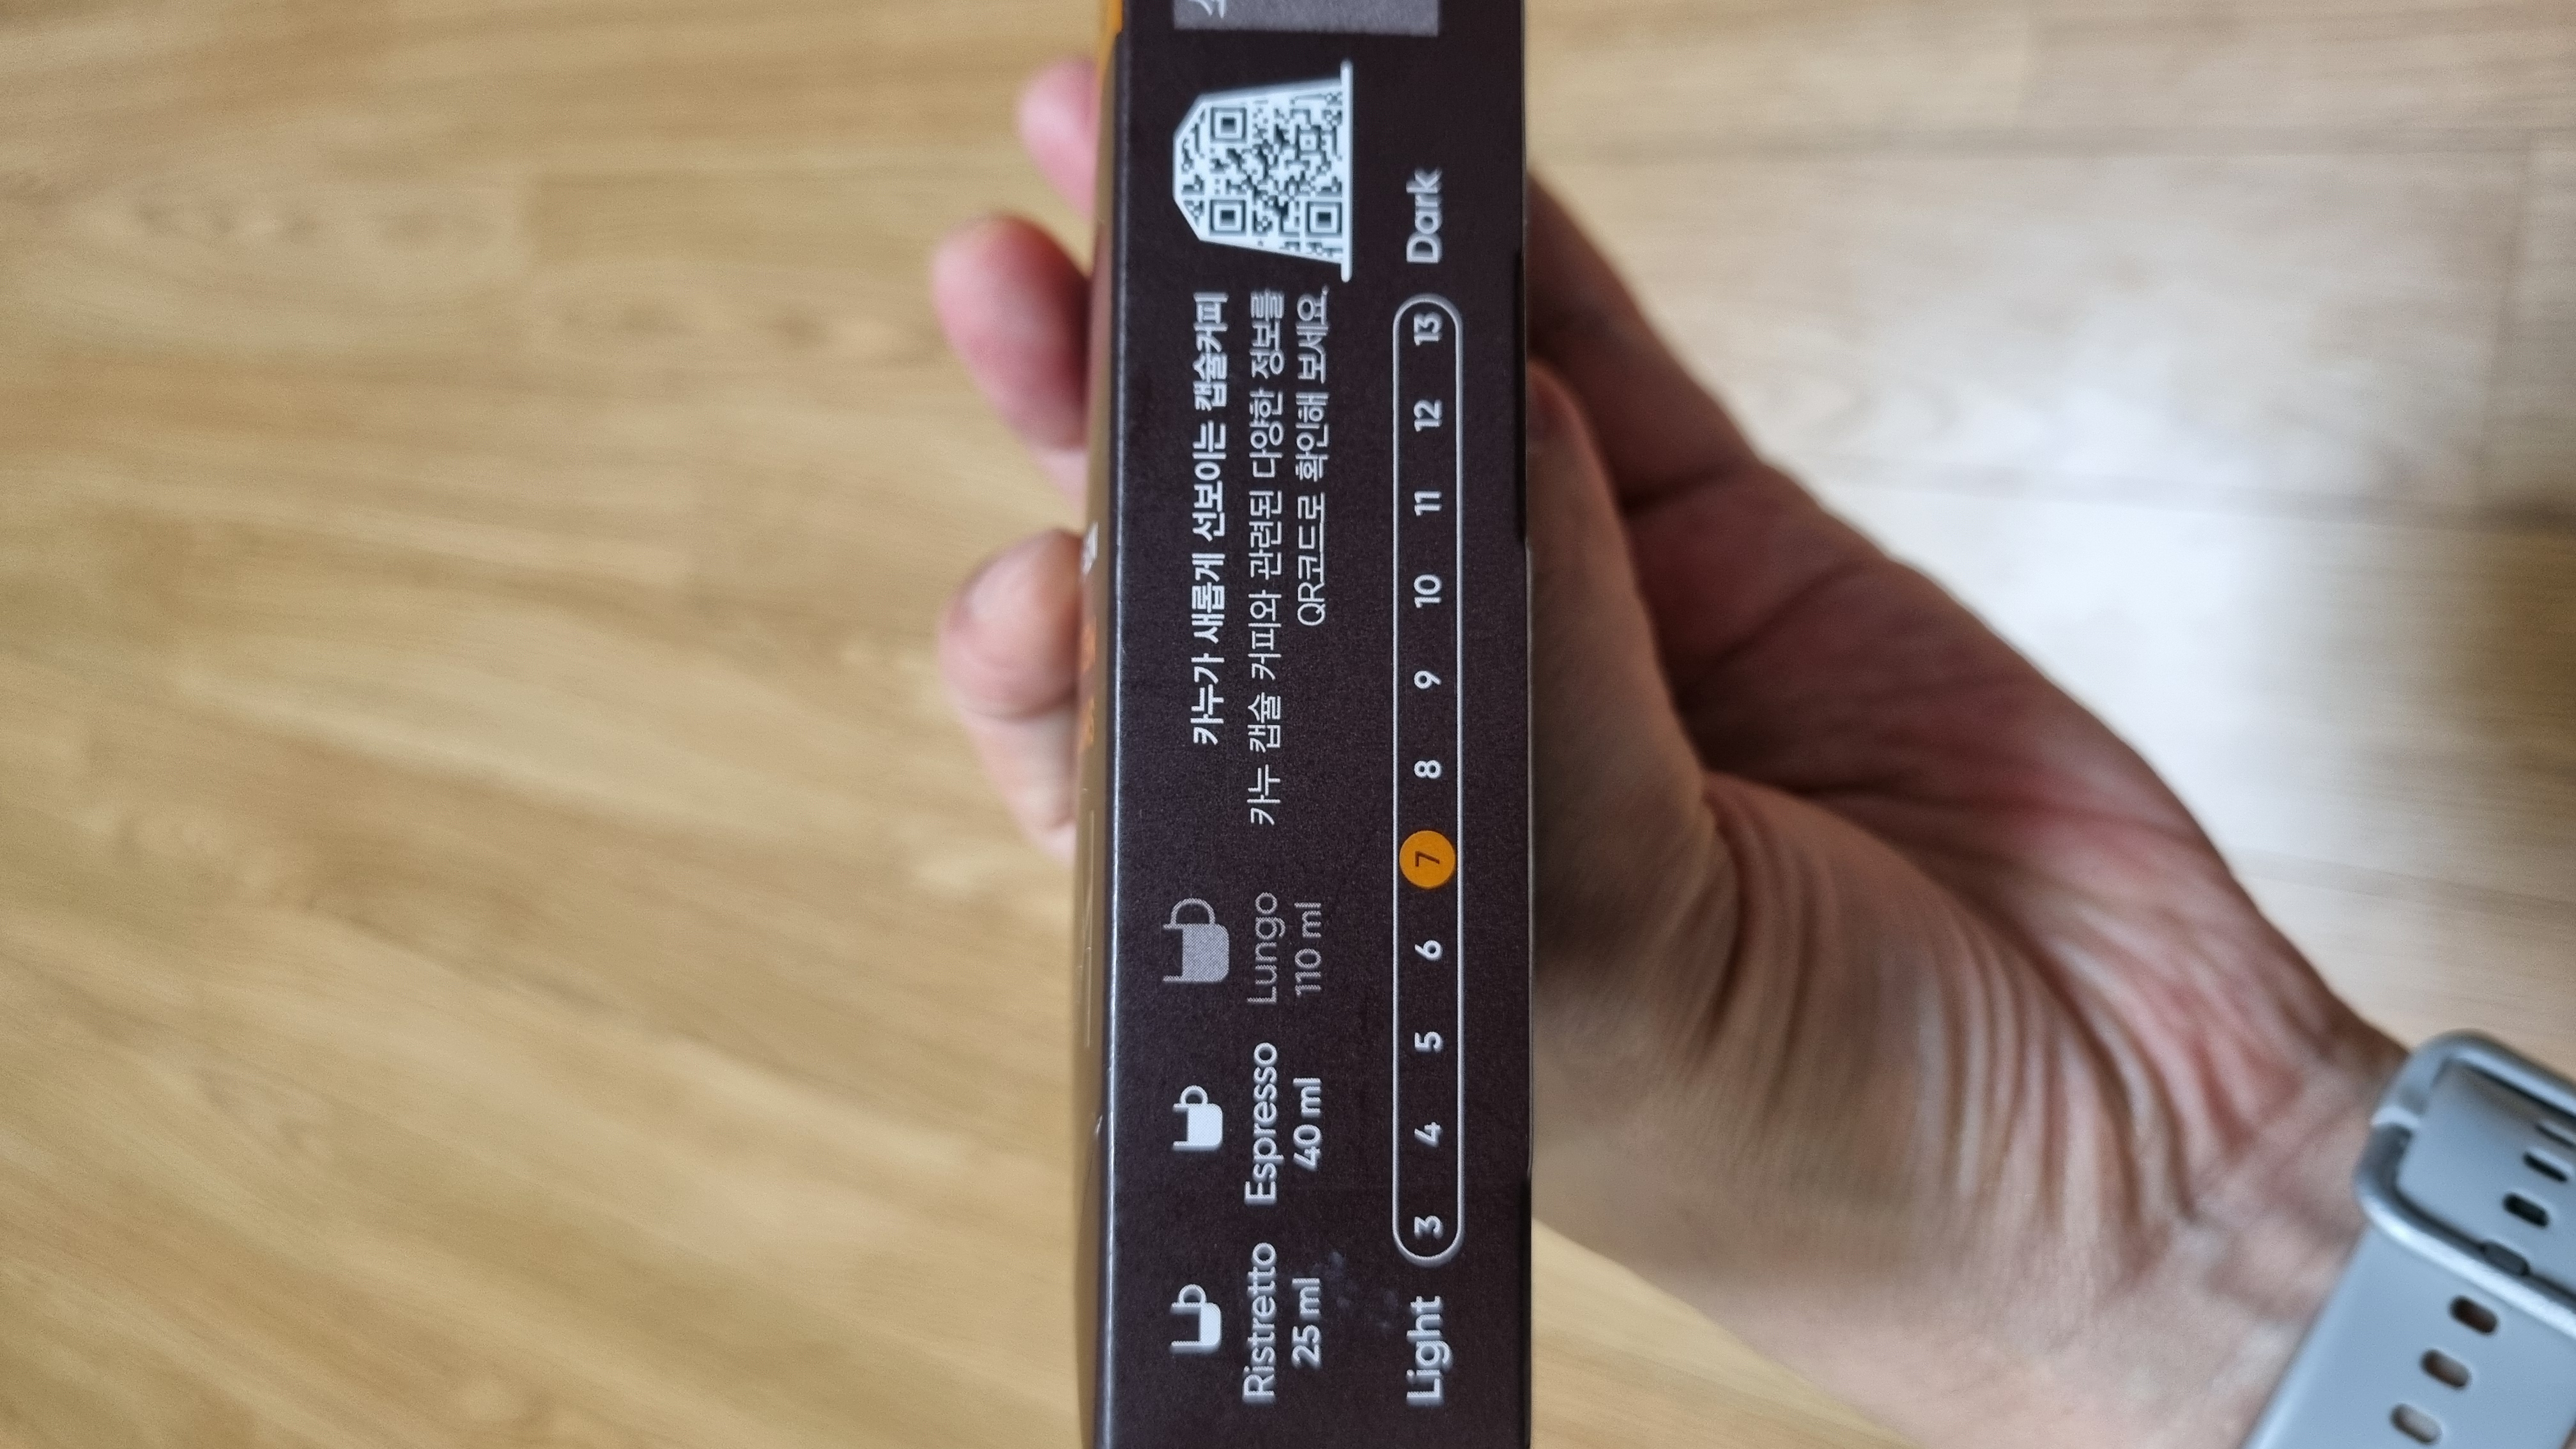 Ristretto
25 ml
Espresso
40 ml
Lungo
110 ml
카누가 새롭게 선보이는 캡슐커피
카누 캡슐 커피와 관련된 다양한 정보를
QR코드로 확인해 보세요.
Light 3 4 5 6 7 8 9 10 11 12 13 Dark